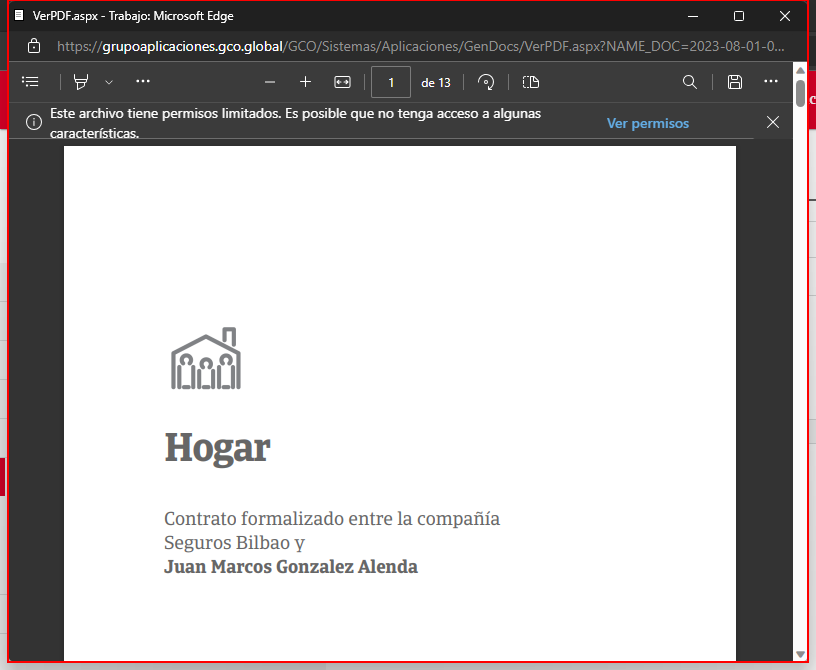 VerPDF.aspx - Trabajo: Microsoft Edge
https://grupoaplicaciones.gco.global/GCO/Sistemas/Aplicaciones/GenDocs/VerPDF.aspx?NAME_DOC=2023-08-01-0...
1 de 13
Este archivo tiene permisos limitados. Es posible que no tenga acceso a algunas
características.
Ver permisos
Hogar
Contrato formalizado entre la compañía
Seguros Bilbao y
Juan Marcos Gonzalez Alenda